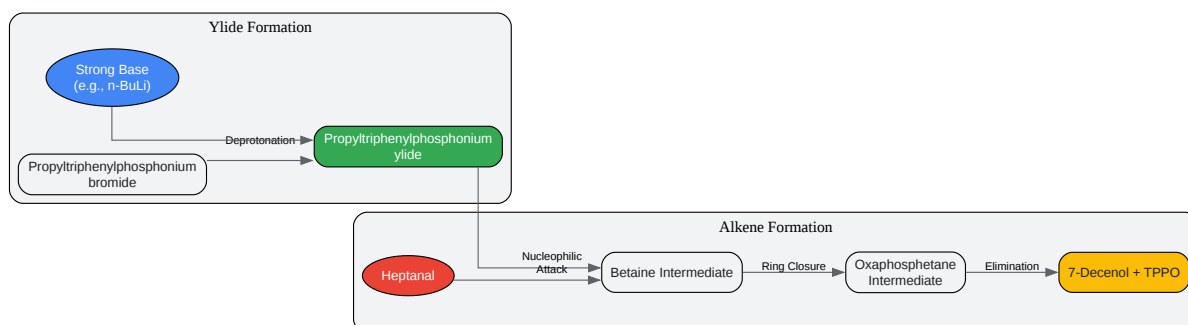 Ylide Formation
Strong Base
(e.g., n-BuLi)
Deprotonation
Propyltriphenylphosphonium
ylide
Propyltriphenylphosphonium
bromide
Alkene Formation
Heptanal
Nucleophilic
Attack
Betaine Intermediate
Ring Closure
Oxaphosphetane
Intermediate
Elimination
7-Decenol + TPPO